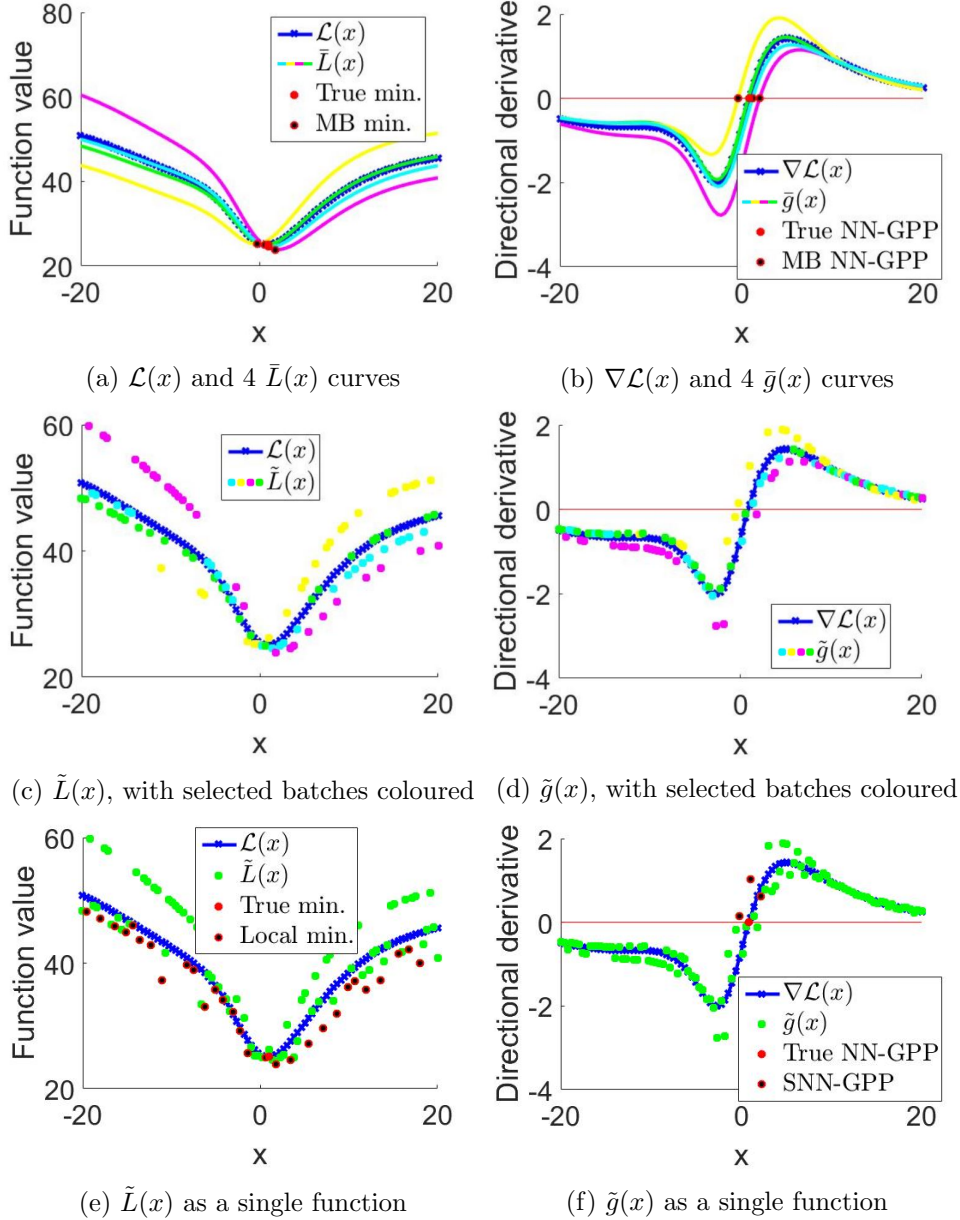 80
60
40
20
-20
0
20
Function value
x
ℒ(x)
L̄(x)
True min.
MB min.
(a) ℒ(x) and 4 L̄(x) curves
2
0
-2
-4
-20
0
20
Directional derivative
x
∇ℒ(x)
ḡ(x)
True NN-GPP
MB NN-GPP
(b) ∇ℒ(x) and 4 ḡ(x) curves
60
40
20
-20
0
20
Function value
x
ℒ(x)
L̃(x)
(c) L̃(x), with selected batches coloured
2
0
-2
-4
-20
0
20
Directional derivative
x
∇ℒ(x)
g̃(x)
(d) g̃(x), with selected batches coloured
60
40
20
-20
0
20
Function value
x
ℒ(x)
L̃(x)
True min.
Local min.
(e) L̃(x) as a single function
2
0
-2
-4
-20
0
20
Directional derivative
x
∇ℒ(x)
g̃(x)
True NN-GPP
SNN-GPP
(f) g̃(x) as a single function